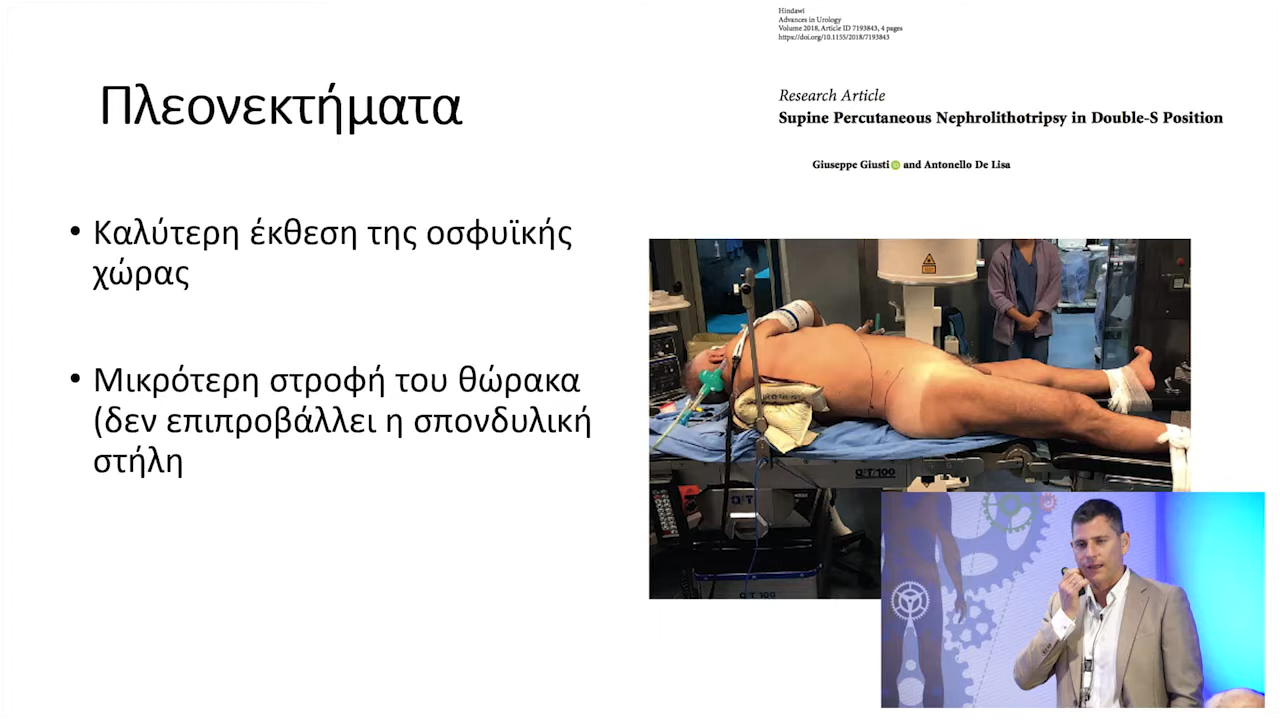 Hindawi
Advances in Urology
Volume 2018, Article ID 7193843, 4 pages
https://doi.org/10.1155/2018/7193843
Πλεονεκτήματα
Research Article
Supine Percutaneous Nephrolithotripsy in Double-S Position
Giuseppe Giusti and Antonello De Lisa
• Καλύτερη έκθεση της οσφυϊκής
χώρας
• Μικρότερη στροφή του θώρακα
(δεν επιπροβάλλει η σπονδυλική
στήλη